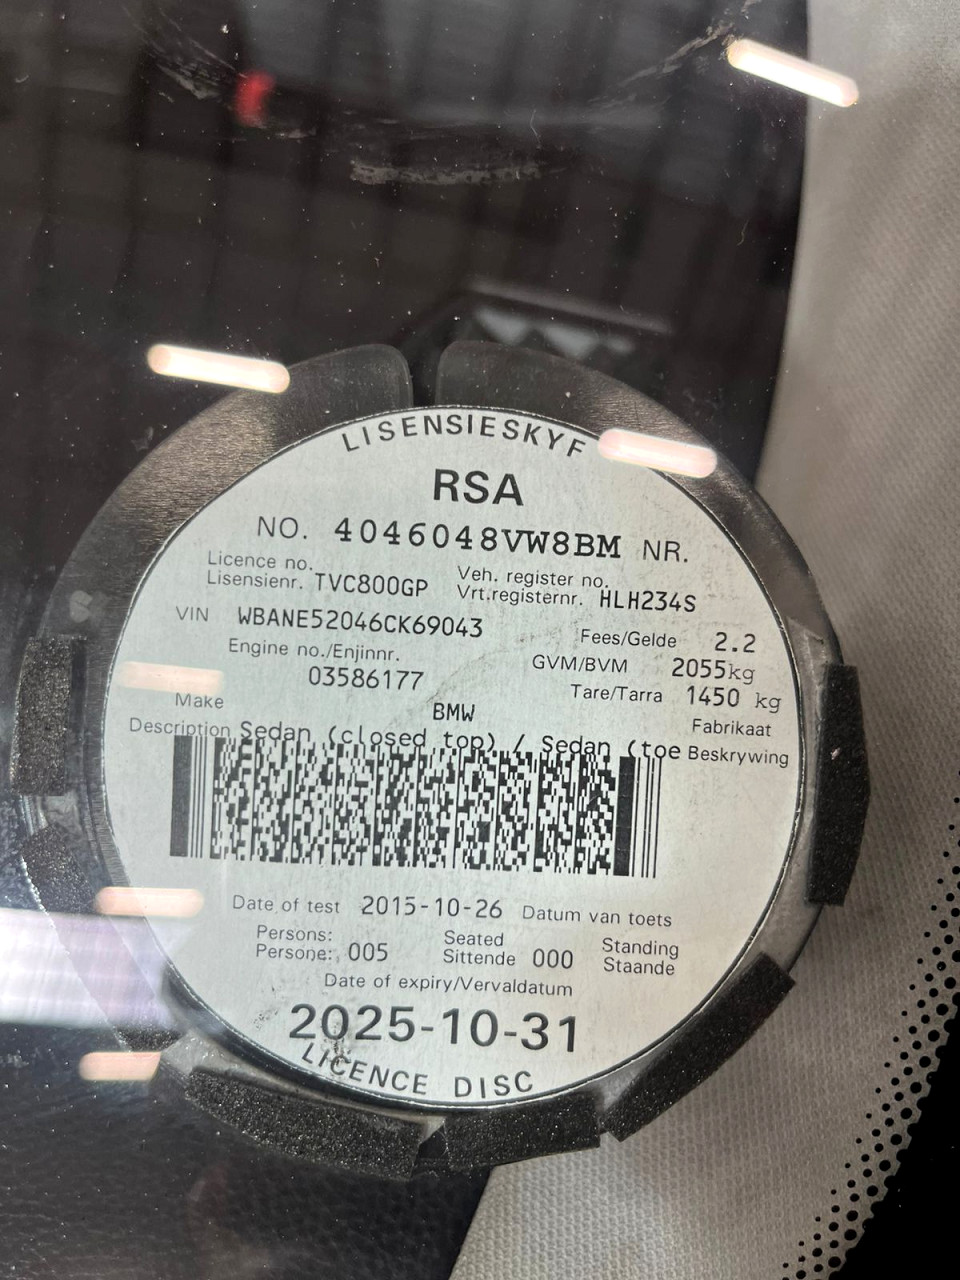 LISENSIESKYF
RSA
NO. 4046048VW8BM NR.
Licence no. Veh. register no.
Lisensienr. TVC800GP Vrt.registernr. HLH234S
VIN WBANE52046CK69043 Fees/Gelde 2.2
Engine no./Enjinnr. GVM/BVM 2055kg
03586177 Tare/Tarra 1450 kg
Make BMW Fabrikaat
Description Sedan (closed top) / Sedan (toe Beskrywing
Date of test 2015-10-26 Datum van toets
Persons: Seated Standing
Persone: 005 Sittende 000 Staande
Date of expiry/Vervaldatum
2025-10-31
LICENCE DISC